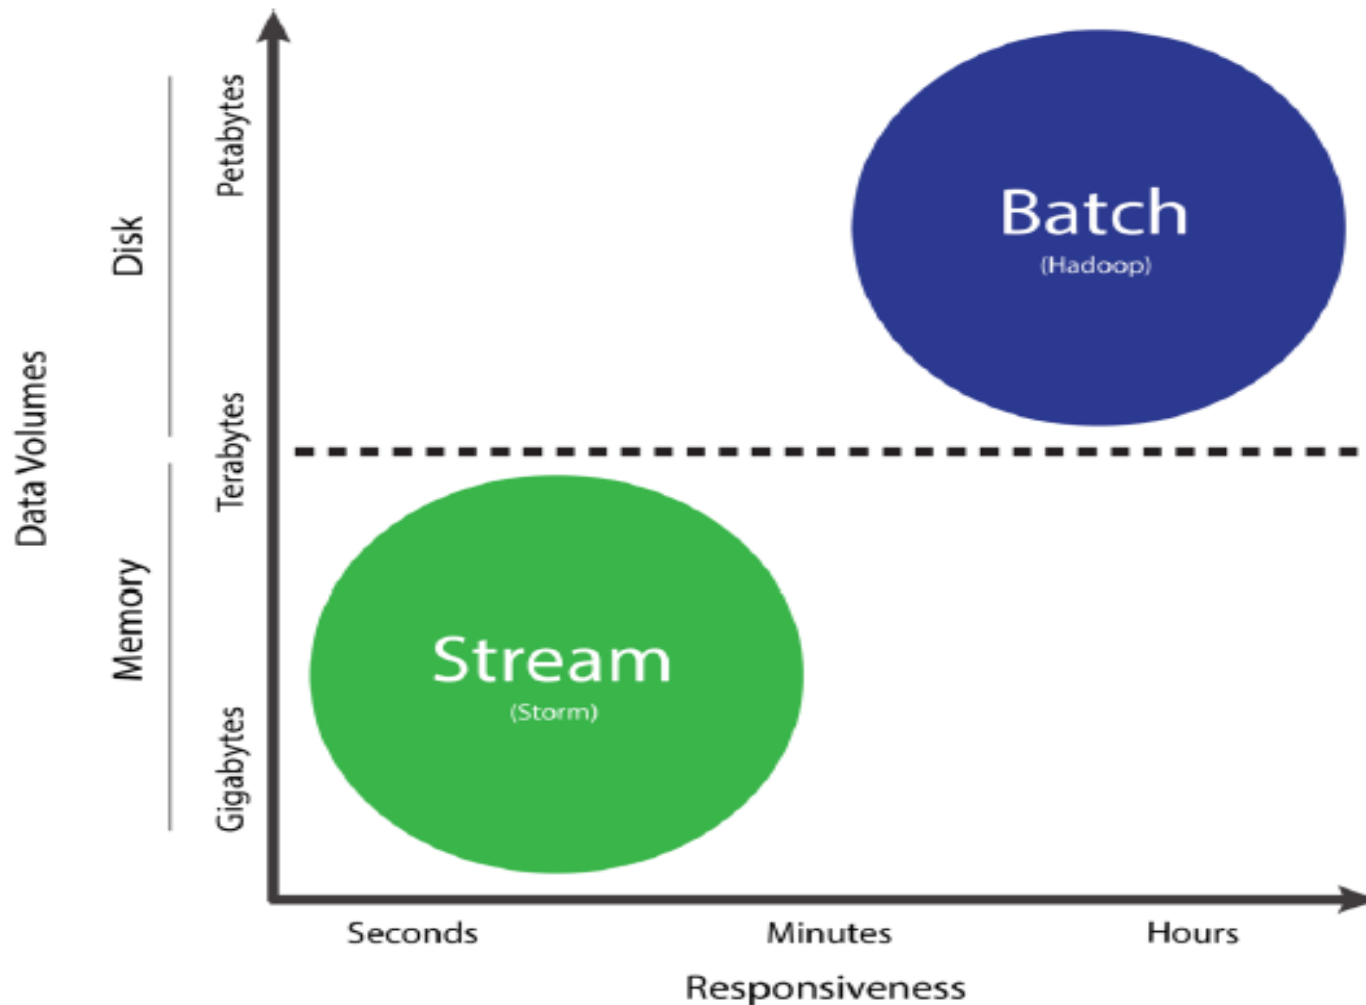 Data Volumes
Disk
Memory
Petabytes
Terabytes
Gigabytes
Batch
(Hadoop)
Stream
(Storm)
Seconds
Minutes
Hours
Responsiveness